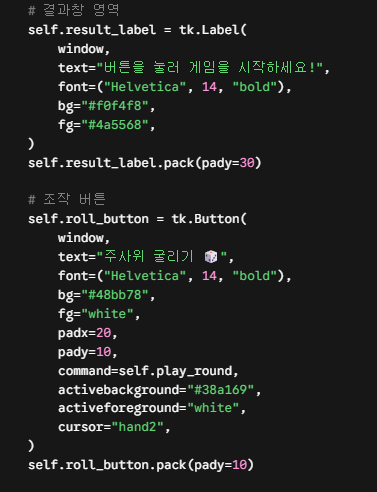 # 결과창 영역
self.result_label = tk.Label(
    window,
    text="버튼을 눌러 게임을 시작하세요!",
    font=("Helvetica", 14, "bold"),
    bg="#f0f4f8",
    fg="#4a5568",
)
self.result_label.pack(pady=30)

# 조작 버튼
self.roll_button = tk.Button(
    window,
    text="주사위 굴리기 🎲",
    font=("Helvetica", 14, "bold"),
    bg="#48bb78",
    fg="white",
    padx=20,
    pady=10,
    command=self.play_round,
    activebackground="#38a169",
    activeforeground="white",
    cursor="hand2",
)
self.roll_button.pack(pady=10)